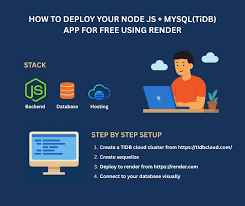 HOW TO DEPLOY YOUR NODE JS + MYSQL(TiDB)
APP FOR FREE USING RENDER
STACK
JS
Backend
Database
Hosting
STEP BY STEP SETUP
1. Create a TiDB cloud cluster from https://tidbcloud.com/
2. Create sequelize
3. Deploy to render from https://render.com
4. Connect to your database visually